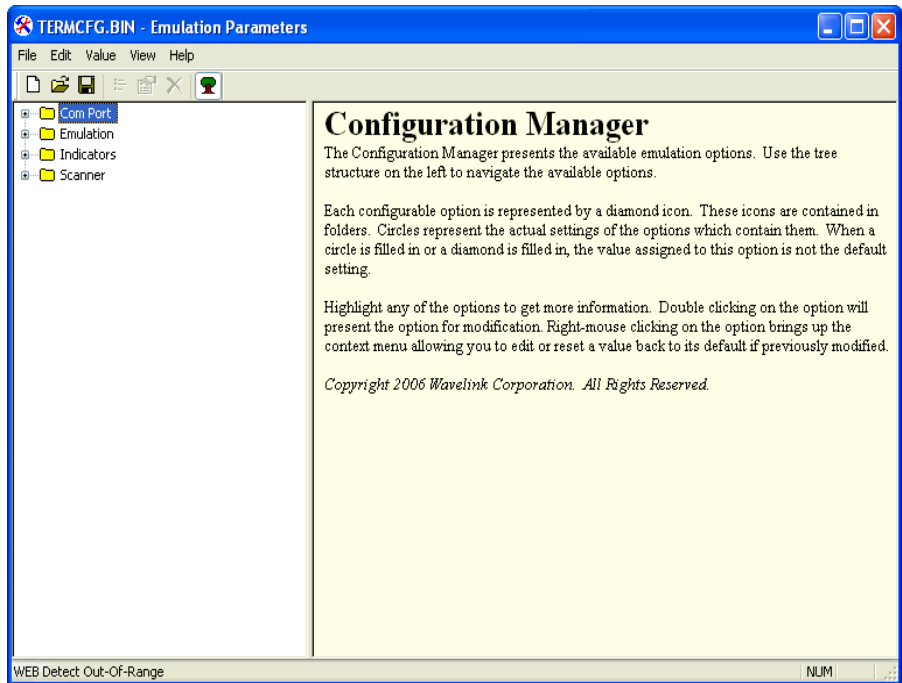 TERMCFG.BIN - Emulation Parameters
File Edit Value View Help
Com Port
Emulation
Indicators
Scanner
Configuration Manager
The Configuration Manager presents the available emulation options. Use the tree
structure on the left to navigate the available options.
Each configurable option is represented by a diamond icon. These icons are contained in
folders. Circles represent the actual settings of the options which contain them. When a
circle is filled in or a diamond is filled in, the value assigned to this option is not the default
setting.
Highlight any of the options to get more information. Double clicking on the option will
present the option for modification. Right-mouse clicking on the option brings up the
context menu allowing you to edit or reset a value back to its default if previously modified.
Copyright 2006 Wavelink Corporation. All Rights Reserved.
WEB Detect Out-Of-Range NUM